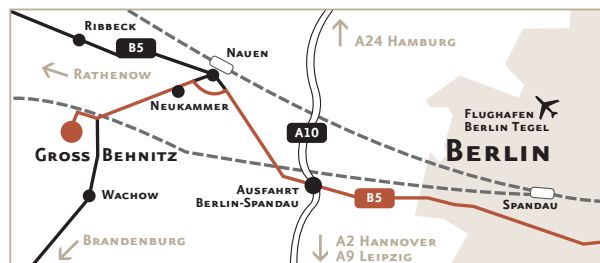 RIBBECK
B5
NAUEN
A24 HAMBURG
RATHENOW
NEUKAMMER
FLUGHAFEN
BERLIN TEGEL
A10
BERLIN
GROSS BEHNITZ
WACHOW
AUSFAHRT
BERLIN-SPANDAU
B5
SPANDAU
BRANDENBURG
A2 HANNOVER
A9 LEIPZIG